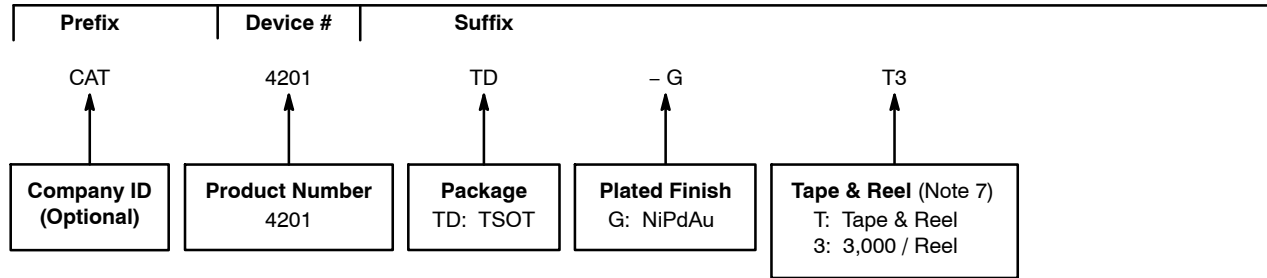 Prefix Device # Suffix
CAT 4201 TD – G T3
Company ID
(Optional)
Product Number
4201
Package
TD: TSOT
Plated Finish
G: NiPdAu
Tape & Reel (Note 7)
T: Tape & Reel
3: 3,000 / Reel